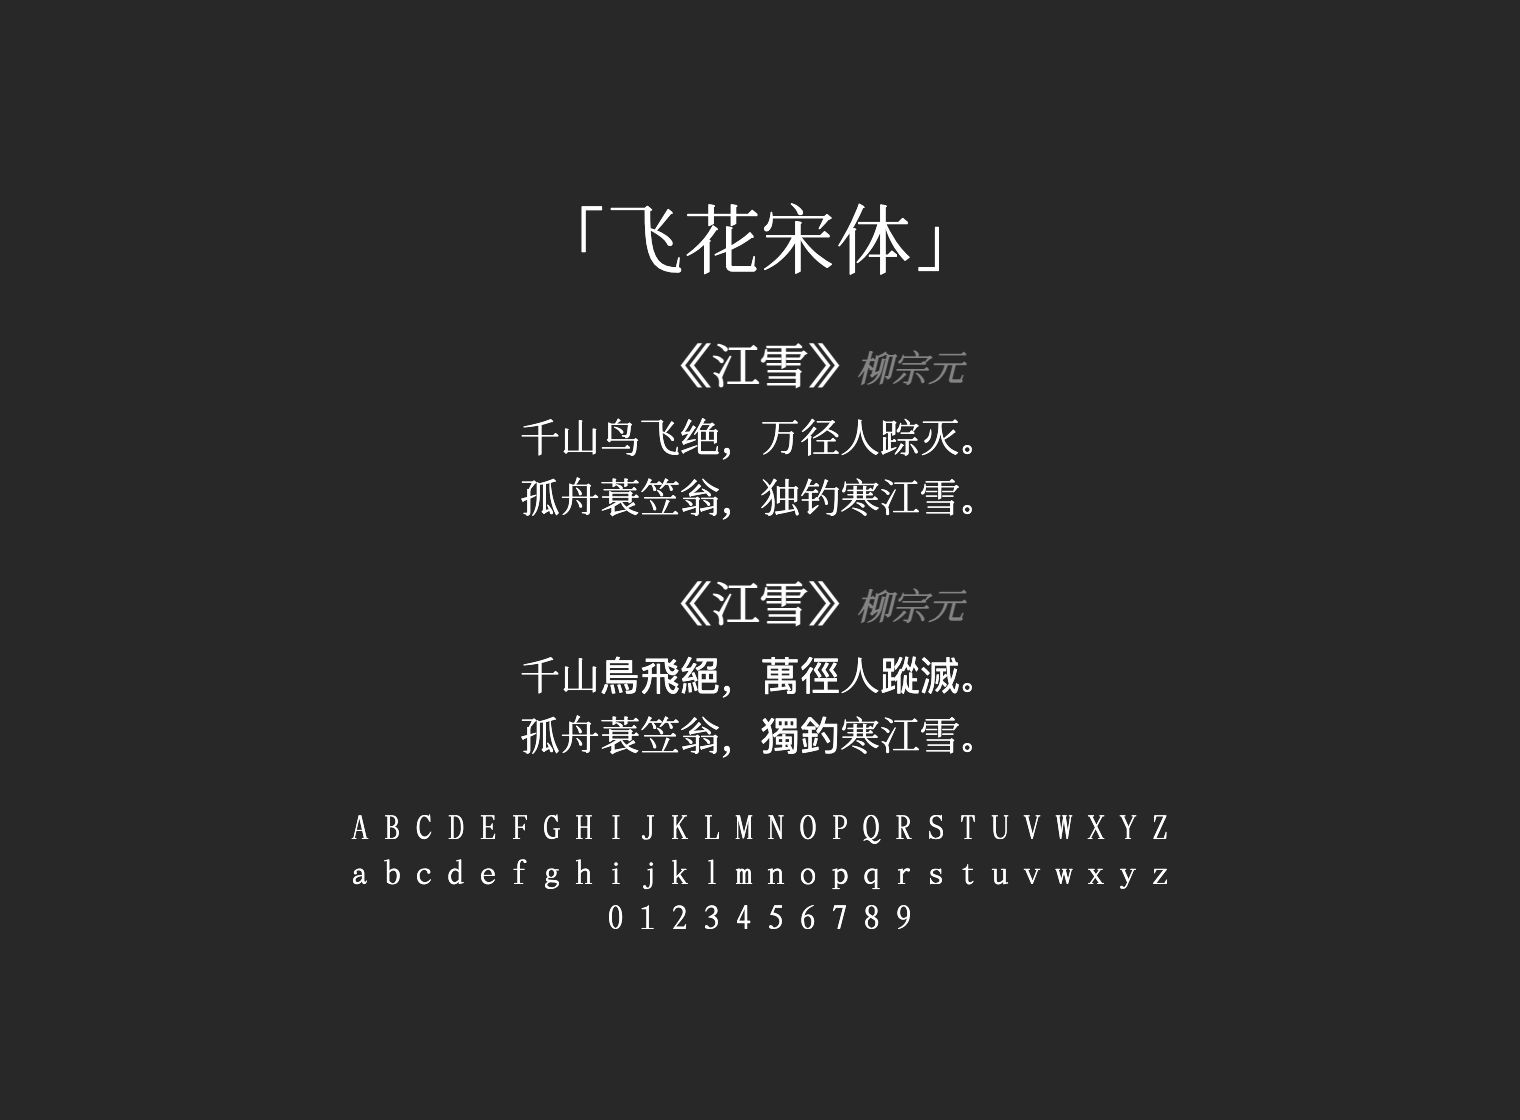 「飞花宋体」
《江雪》柳宗元
千山鸟飞绝，万径人踪灭。
孤舟蓑笠翁，独钓寒江雪。
《江雪》柳宗元
千山鳥飛絕，萬徑人蹤滅。
孤舟蓑笠翁，獨釣寒江雪。
A B C D E F G H I J K L M N O P Q R S T U V W X Y Z
a b c d e f g h i j k l m n o p q r s t u v w x y z
0 1 2 3 4 5 6 7 8 9